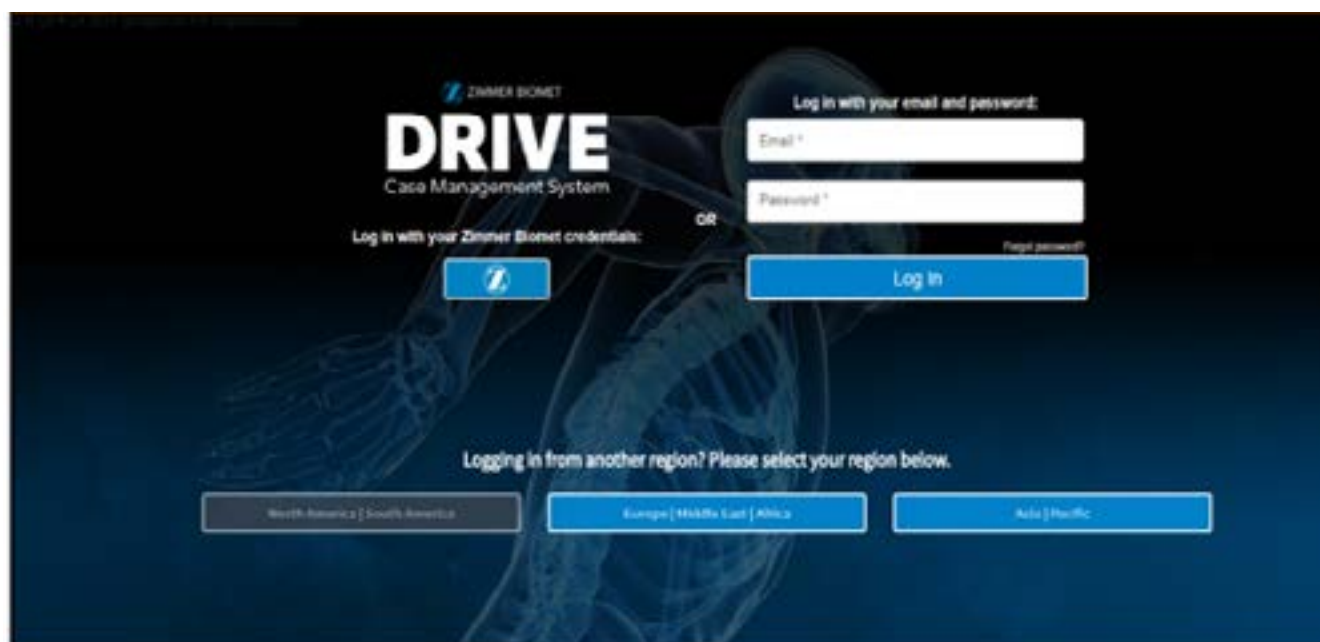 ZIMMER BIOMET
DRIVE
Case Management System
Log in with your Zimmer Biomet credentials:
OR
Log in with your email and password:
Email *
Password *
Forgot password?
Log In
Logging in from another region? Please select your region below.
North America | South America
Europe | Middle East | Africa
Asia | Pacific